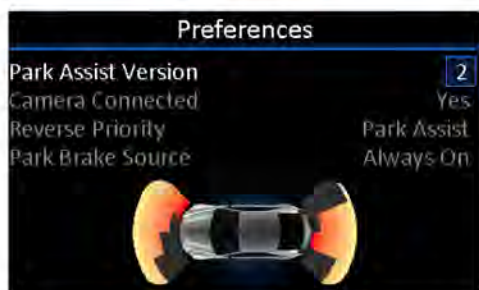 Preferences
Park Assist Version 2
Camera Connected Yes
Reverse Priority Park Assist
Park Brake Source Always On